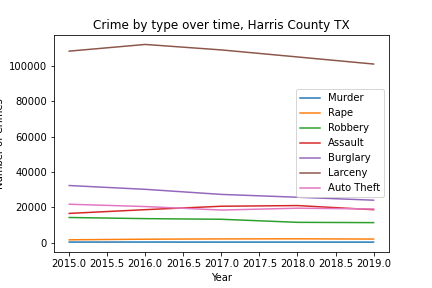 Crime by type over time, Harris County TX
100000
80000
60000
40000
20000
0
Murder
Rape
Robbery
Assault
Burglary
Larceny
Auto Theft
2015.0 2015.5 2016.0 2016.5 2017.0 2017.5 2018.0 2018.5 2019.0
Year